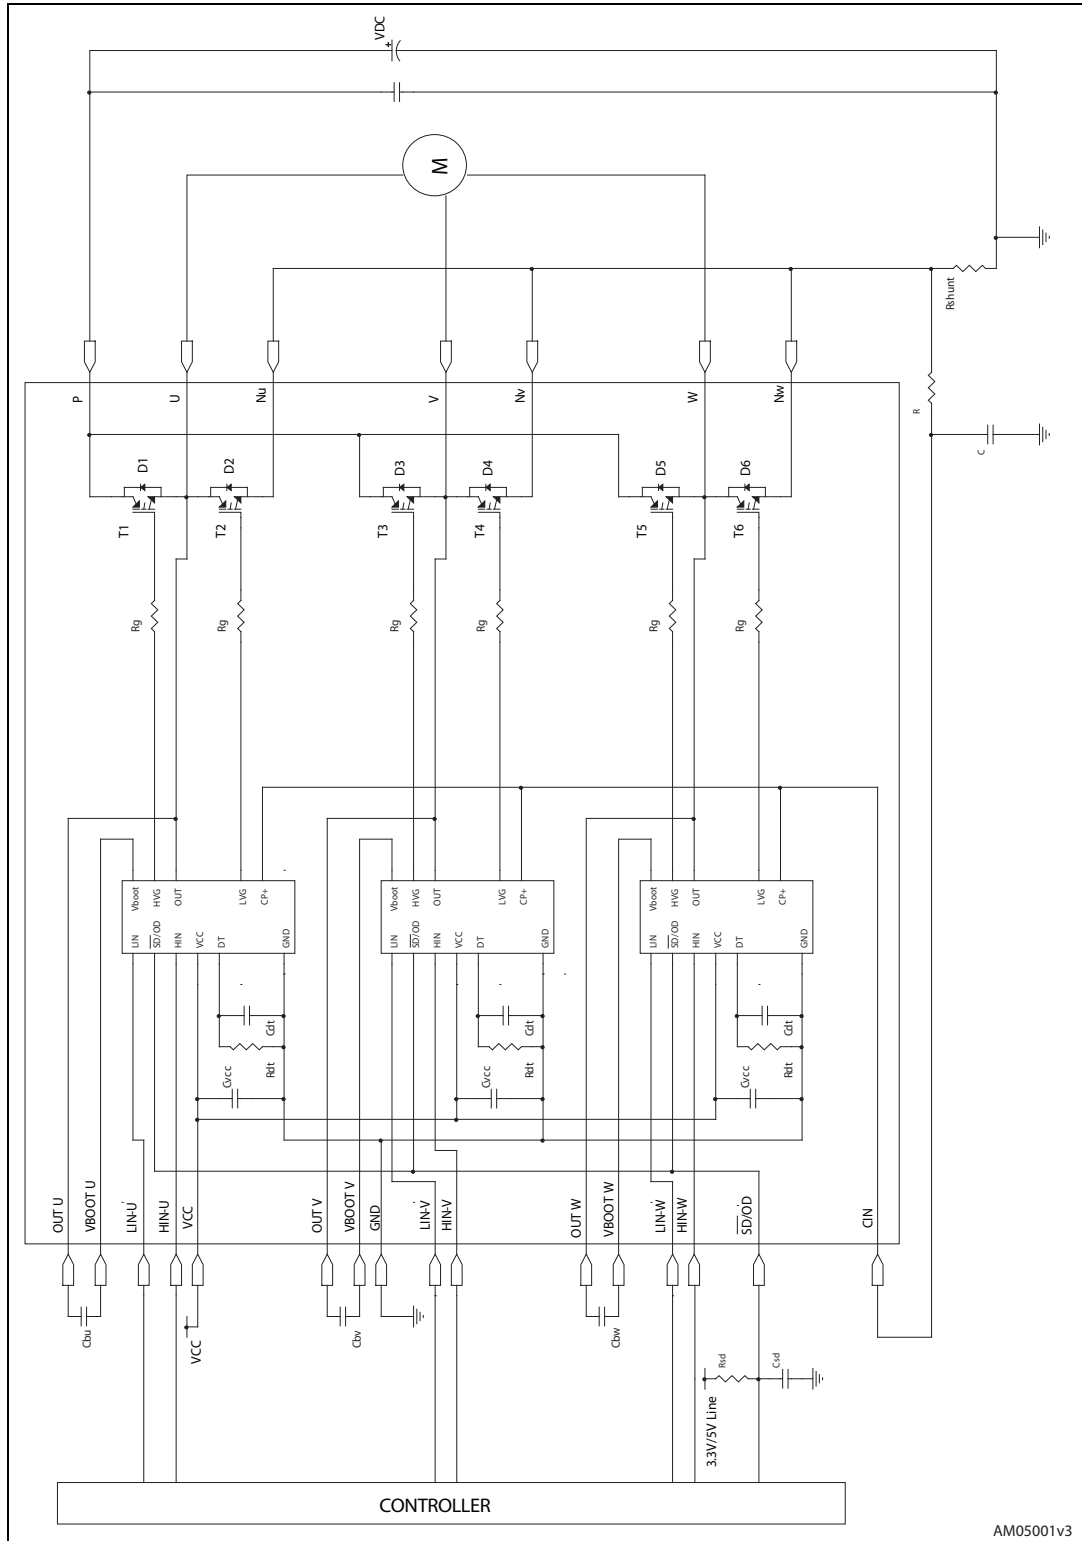 VDC
+
M
Rshunt
P
U
Nu
V
Nv
W
Nw
R
C
D1
D2
D3
D4
D5
D6
T1
T2
T3
T4
T5
T6
Rg
Rg
Rg
Rg
Rg
Rg
Vboot
HVG
OUT
LVG
CP+
LIN
SD/OD
HIN
VCC
DT
GND
Vboot
HVG
OUT
LVG
CP+
LIN
SD/OD
HIN
VCC
DT
GND
Vboot
HVG
OUT
LVG
CP+
LIN
SD/OD
HIN
VCC
DT
GND
Cdt
Rdt
Cvcc
Cdt
Rdt
Cvcc
Cdt
Rdt
Cvcc
OUT U
VBOOT U
LIN-U
HIN-U
VCC
OUT V
VBOOT V
GND
LIN-V
HIN-V
OUT W
VBOOT W
LIN-W
HIN-W
SD/OD
CIN
Cbu
VCC
Cbv
Cbw
3.3V/5V Line
Rsd
Csd
CONTROLLER
AM05001v3